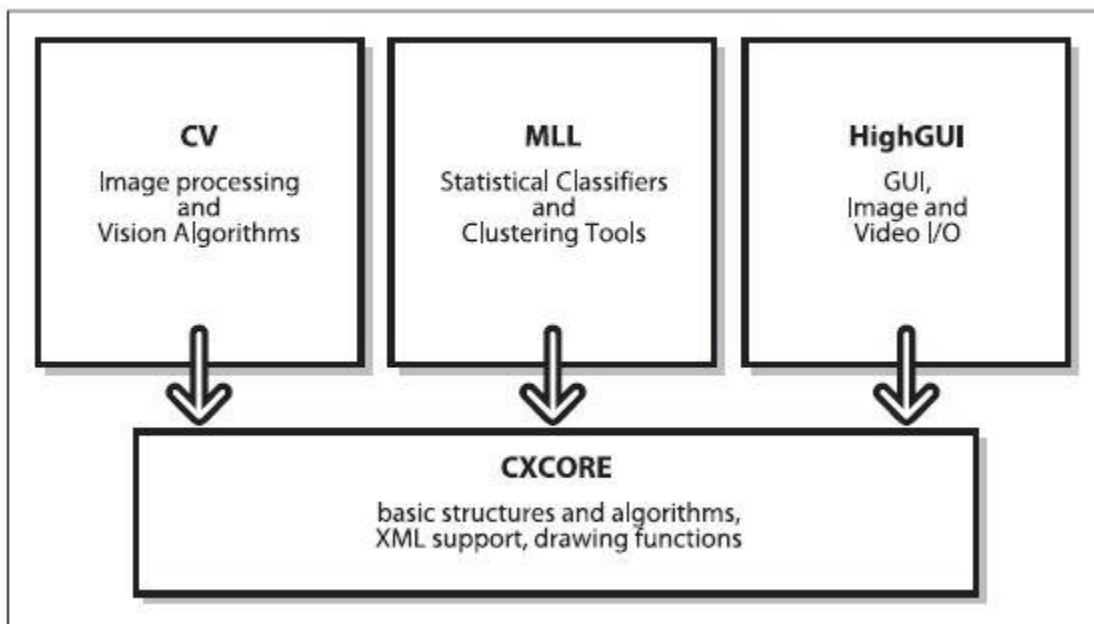 CV
Image processing
and
Vision Algorithms
MLL
Statistical Classifiers
and
Clustering Tools
HighGUI
GUI,
Image and
Video I/O
CXCORE
basic structures and algorithms,
XML support, drawing functions